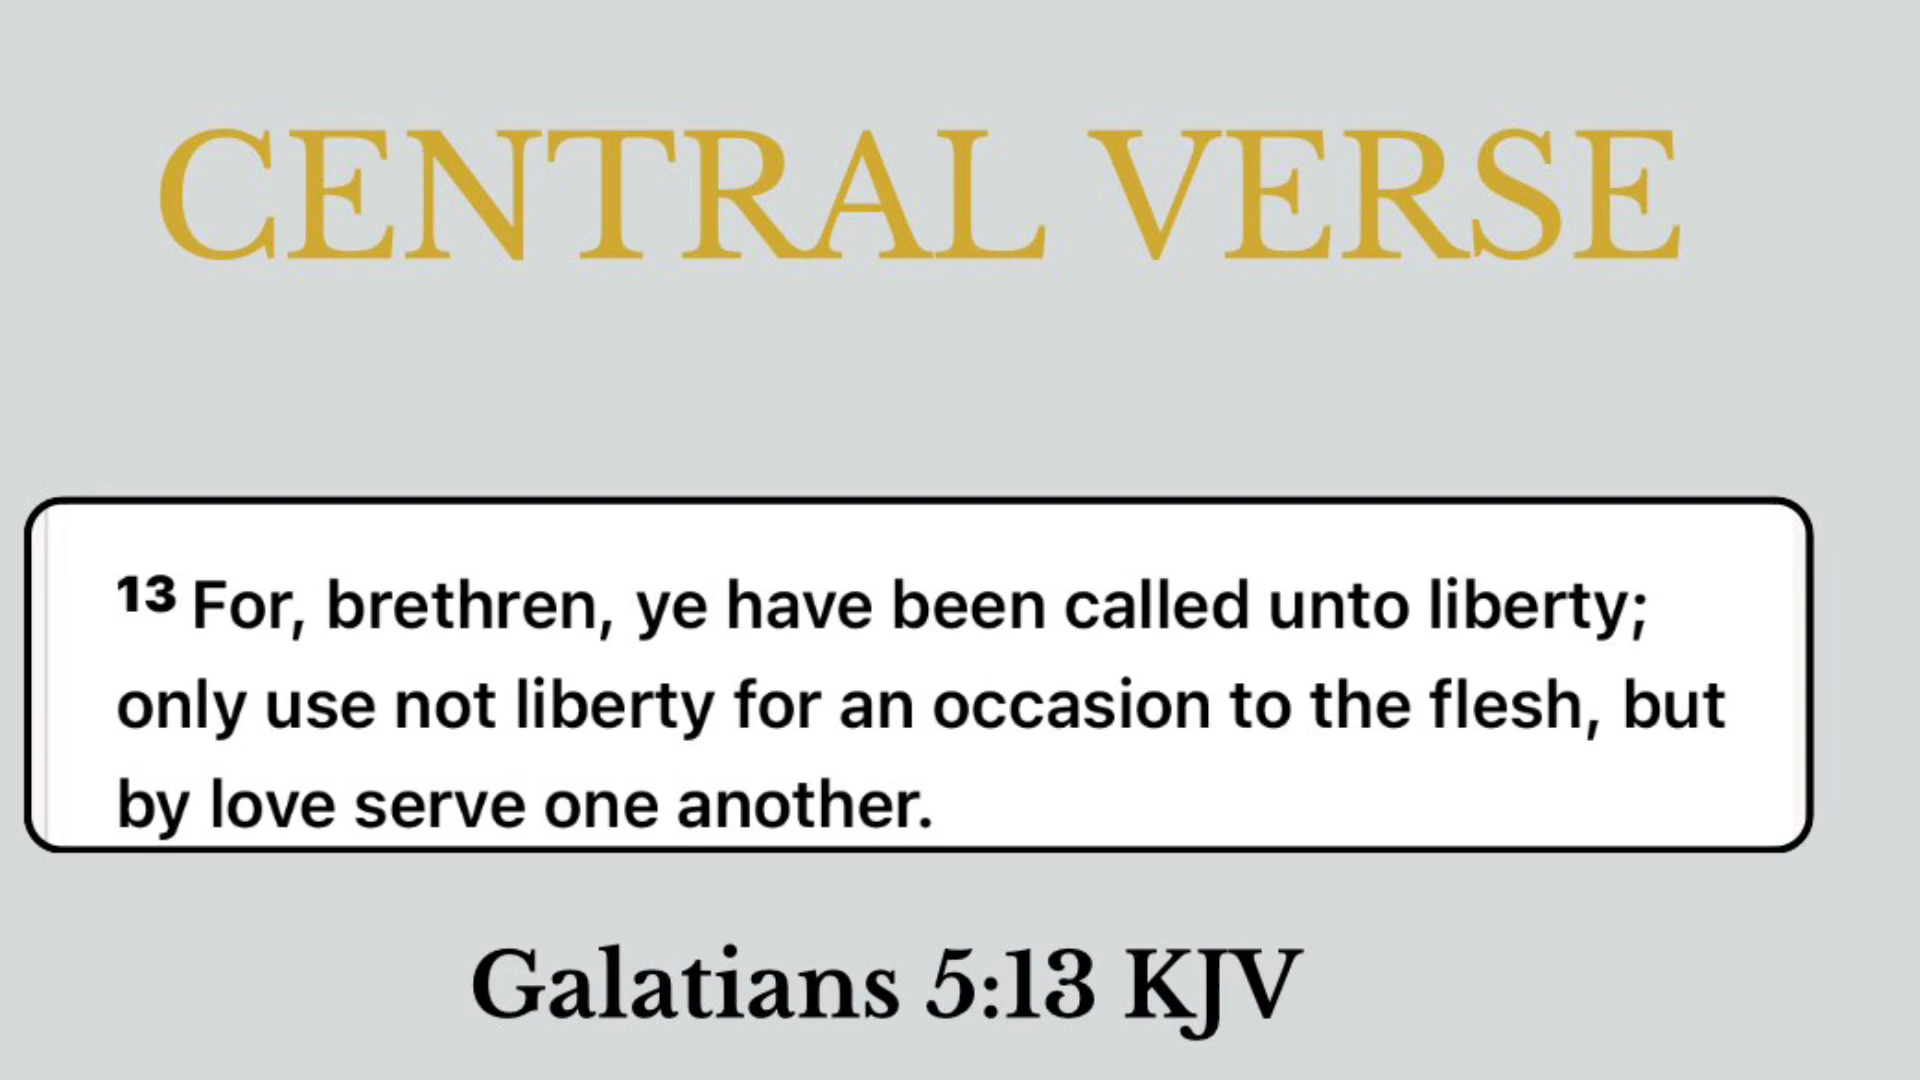 CENTRAL VERSE
13 For, brethren, ye have been called unto liberty;
only use not liberty for an occasion to the flesh, but
by love serve one another.
Galatians 5:13 KJV